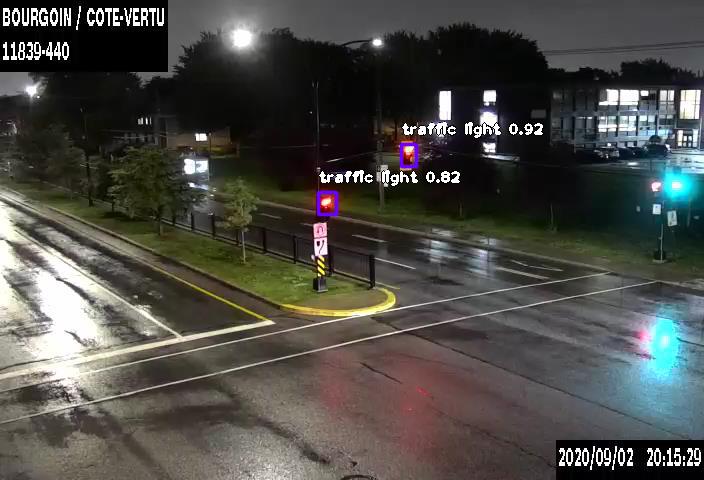 BOURGOIN / COTE-VERTU
11839-440
traffic light 0.92
traffic light 0.82
2020/09/02 20:15:29